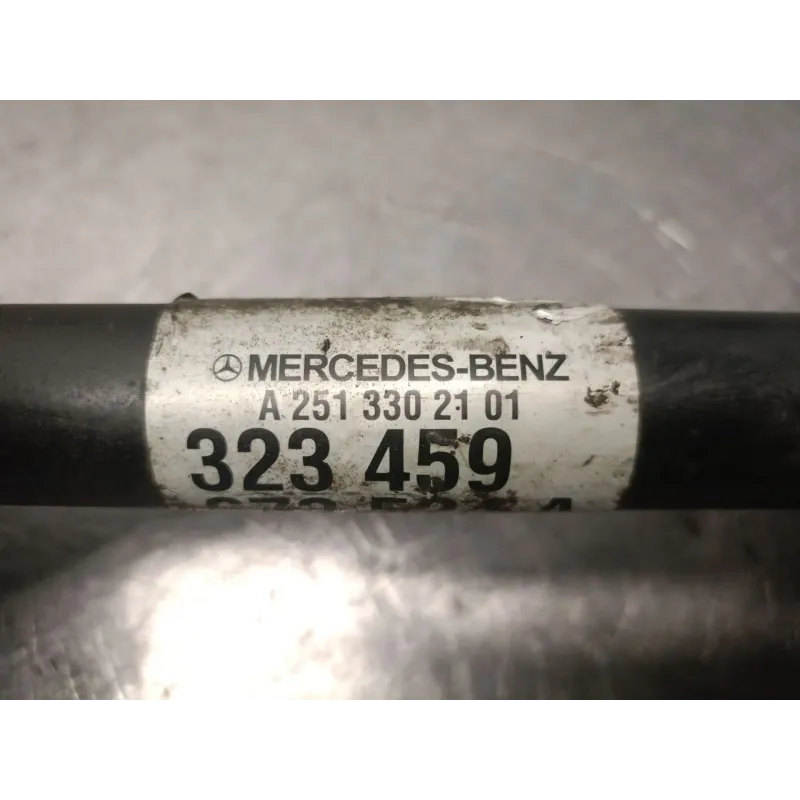 MERCEDES-BENZ
A 251 330 21 01
323 459